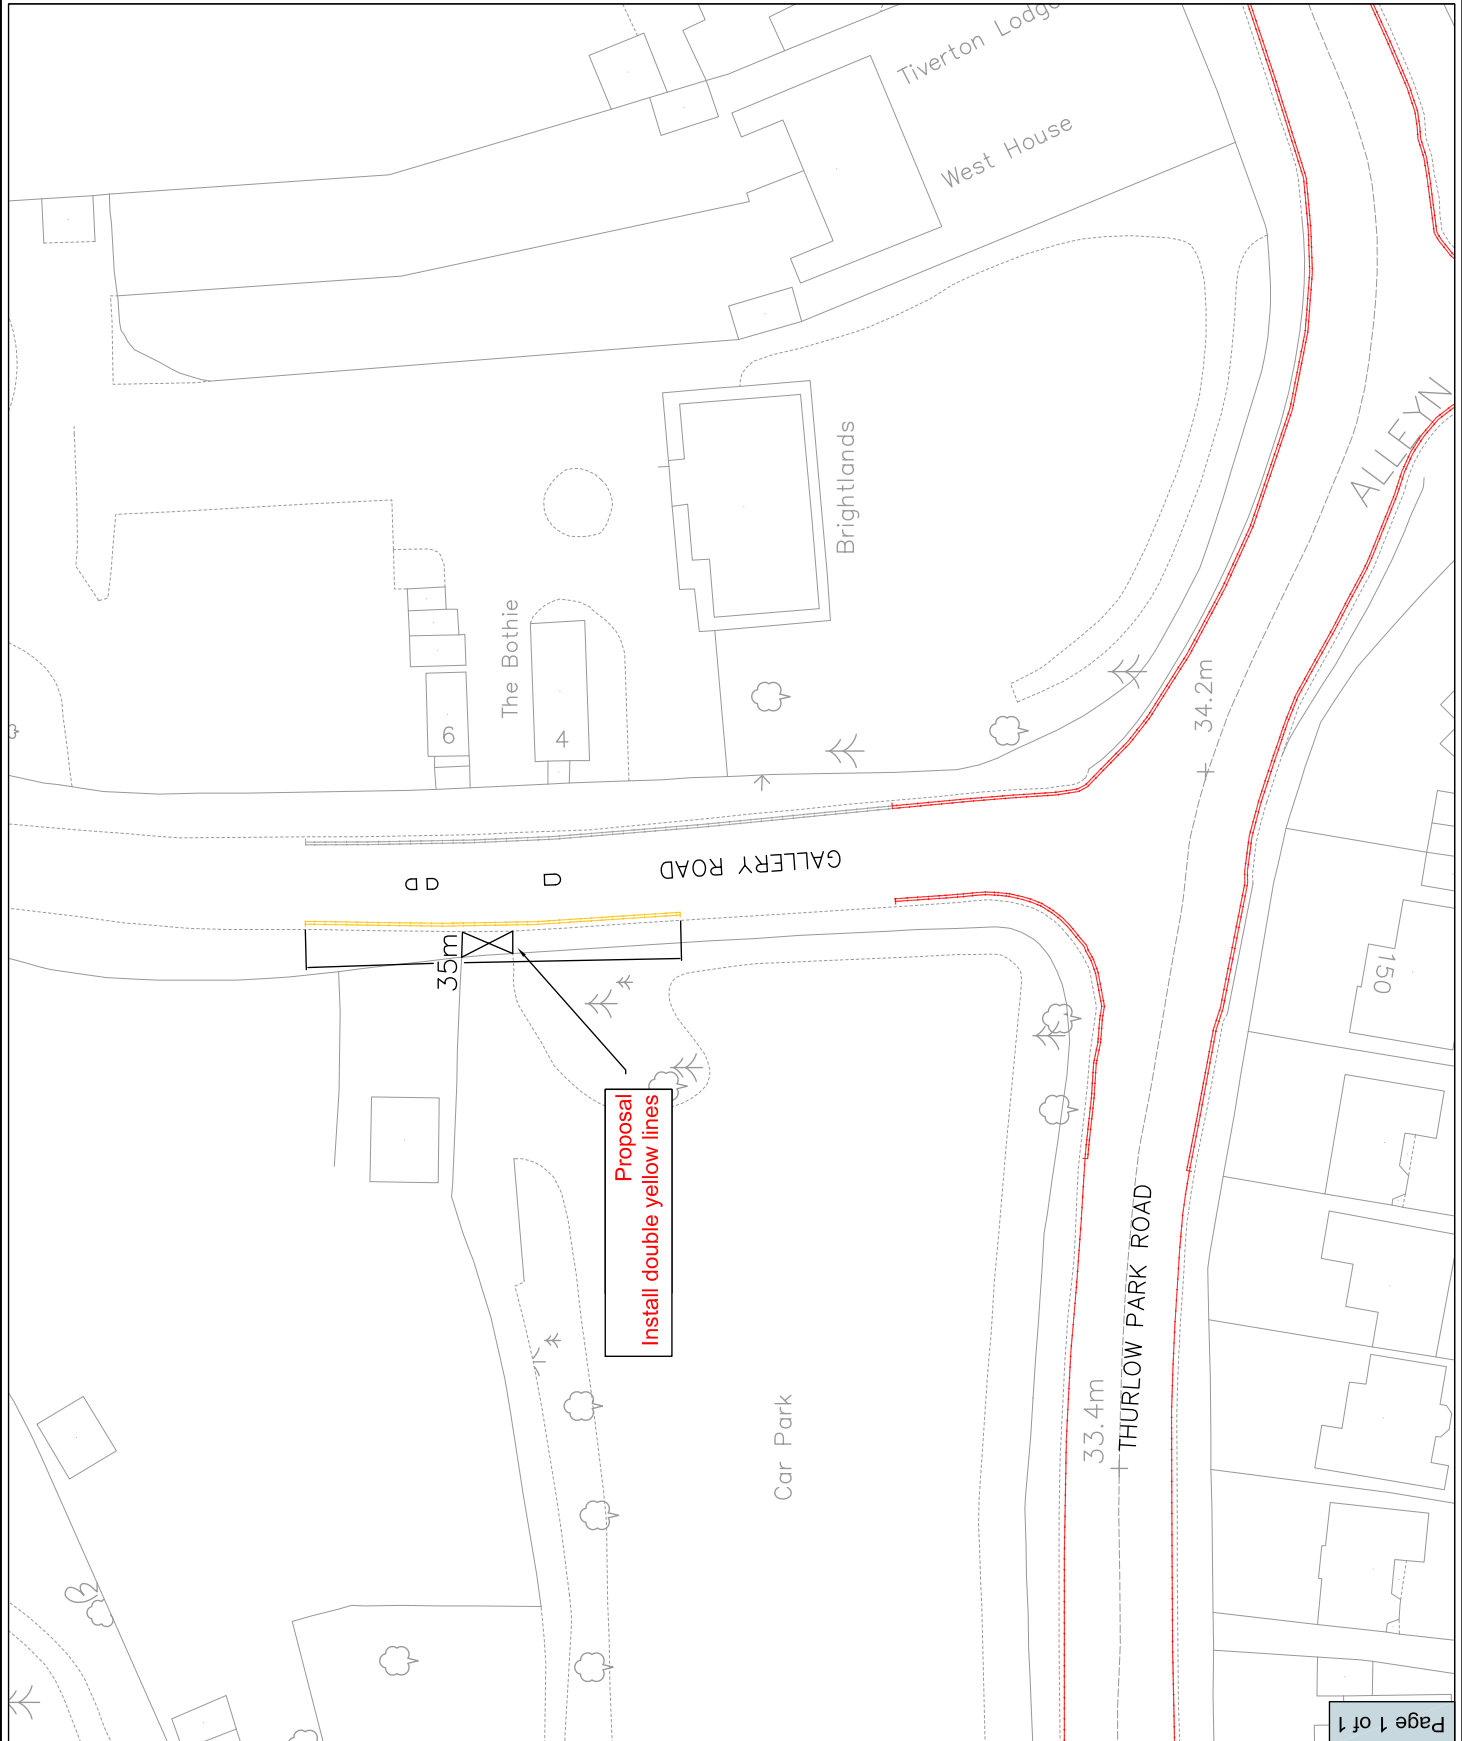 Tiverton Lodge
West House
Brightlands
The Bothie
6
4
ALLEYN
34.2m
GALLERY ROAD
35m
150
Proposal
Install double yellow lines
THURLOW PARK ROAD
33.4m
Car Park
Page 1 of 1